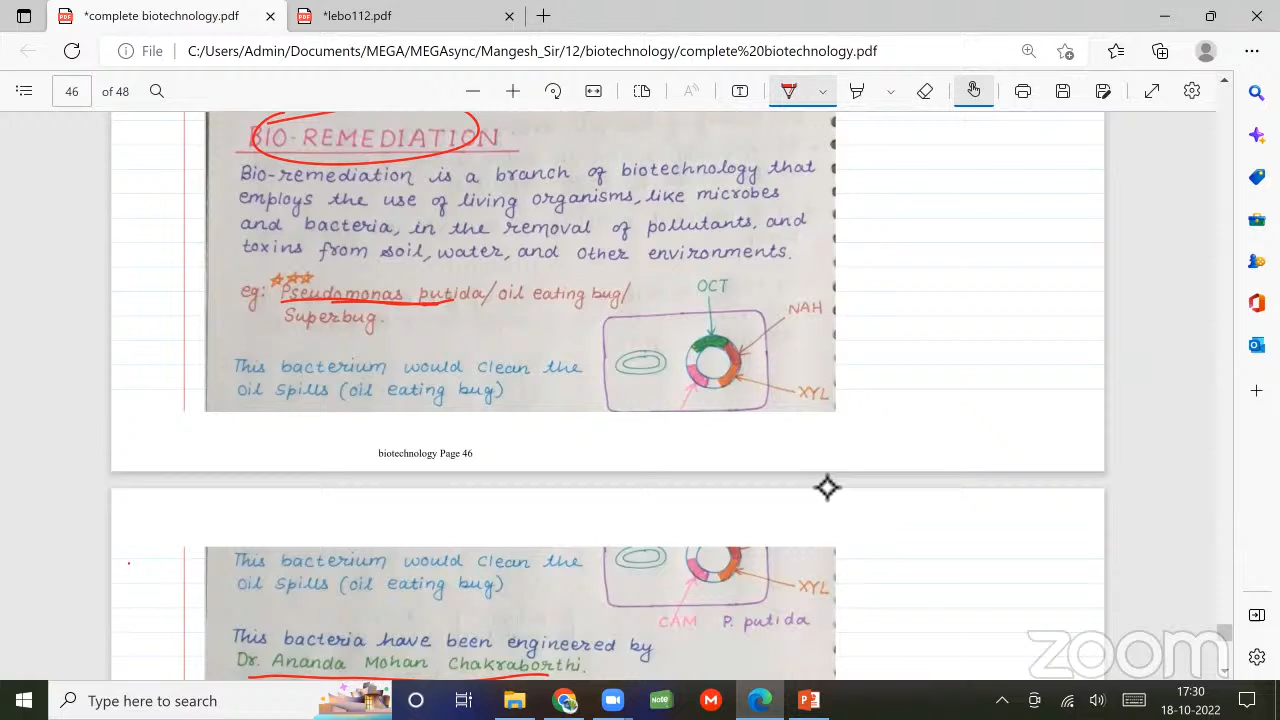 *complete biotechnology.pdf
*lebo112.pdf
File
C:/Users/Admin/Documents/MEGA/MEGAsync/Mangesh_Sir/12/biotechnology/complete%20biotechnology.pdf
46 of 48
BIO-REMEDIATION
Bio-remediation is a branch of biotechnology that
employs the use of living organisms, like microbes
and bacteria, in the removal of pollutants, and
toxins from soil, water, and other environments.
eg: Pseudomonas putida/oil eating bug/
Superbug.
OCT
NAH
This bacterium would clean the
oil spills (oil eating bug)
XYL
biotechnology Page 46
This bacterium would clean the
oil spills (oil eating bug)
XYL
CAM P. putida
This bacteria have been engineered by
Dr. Ananda Mohan Chakraborthi.
zoom
Type here to search
Note
17:30
18-10-2022